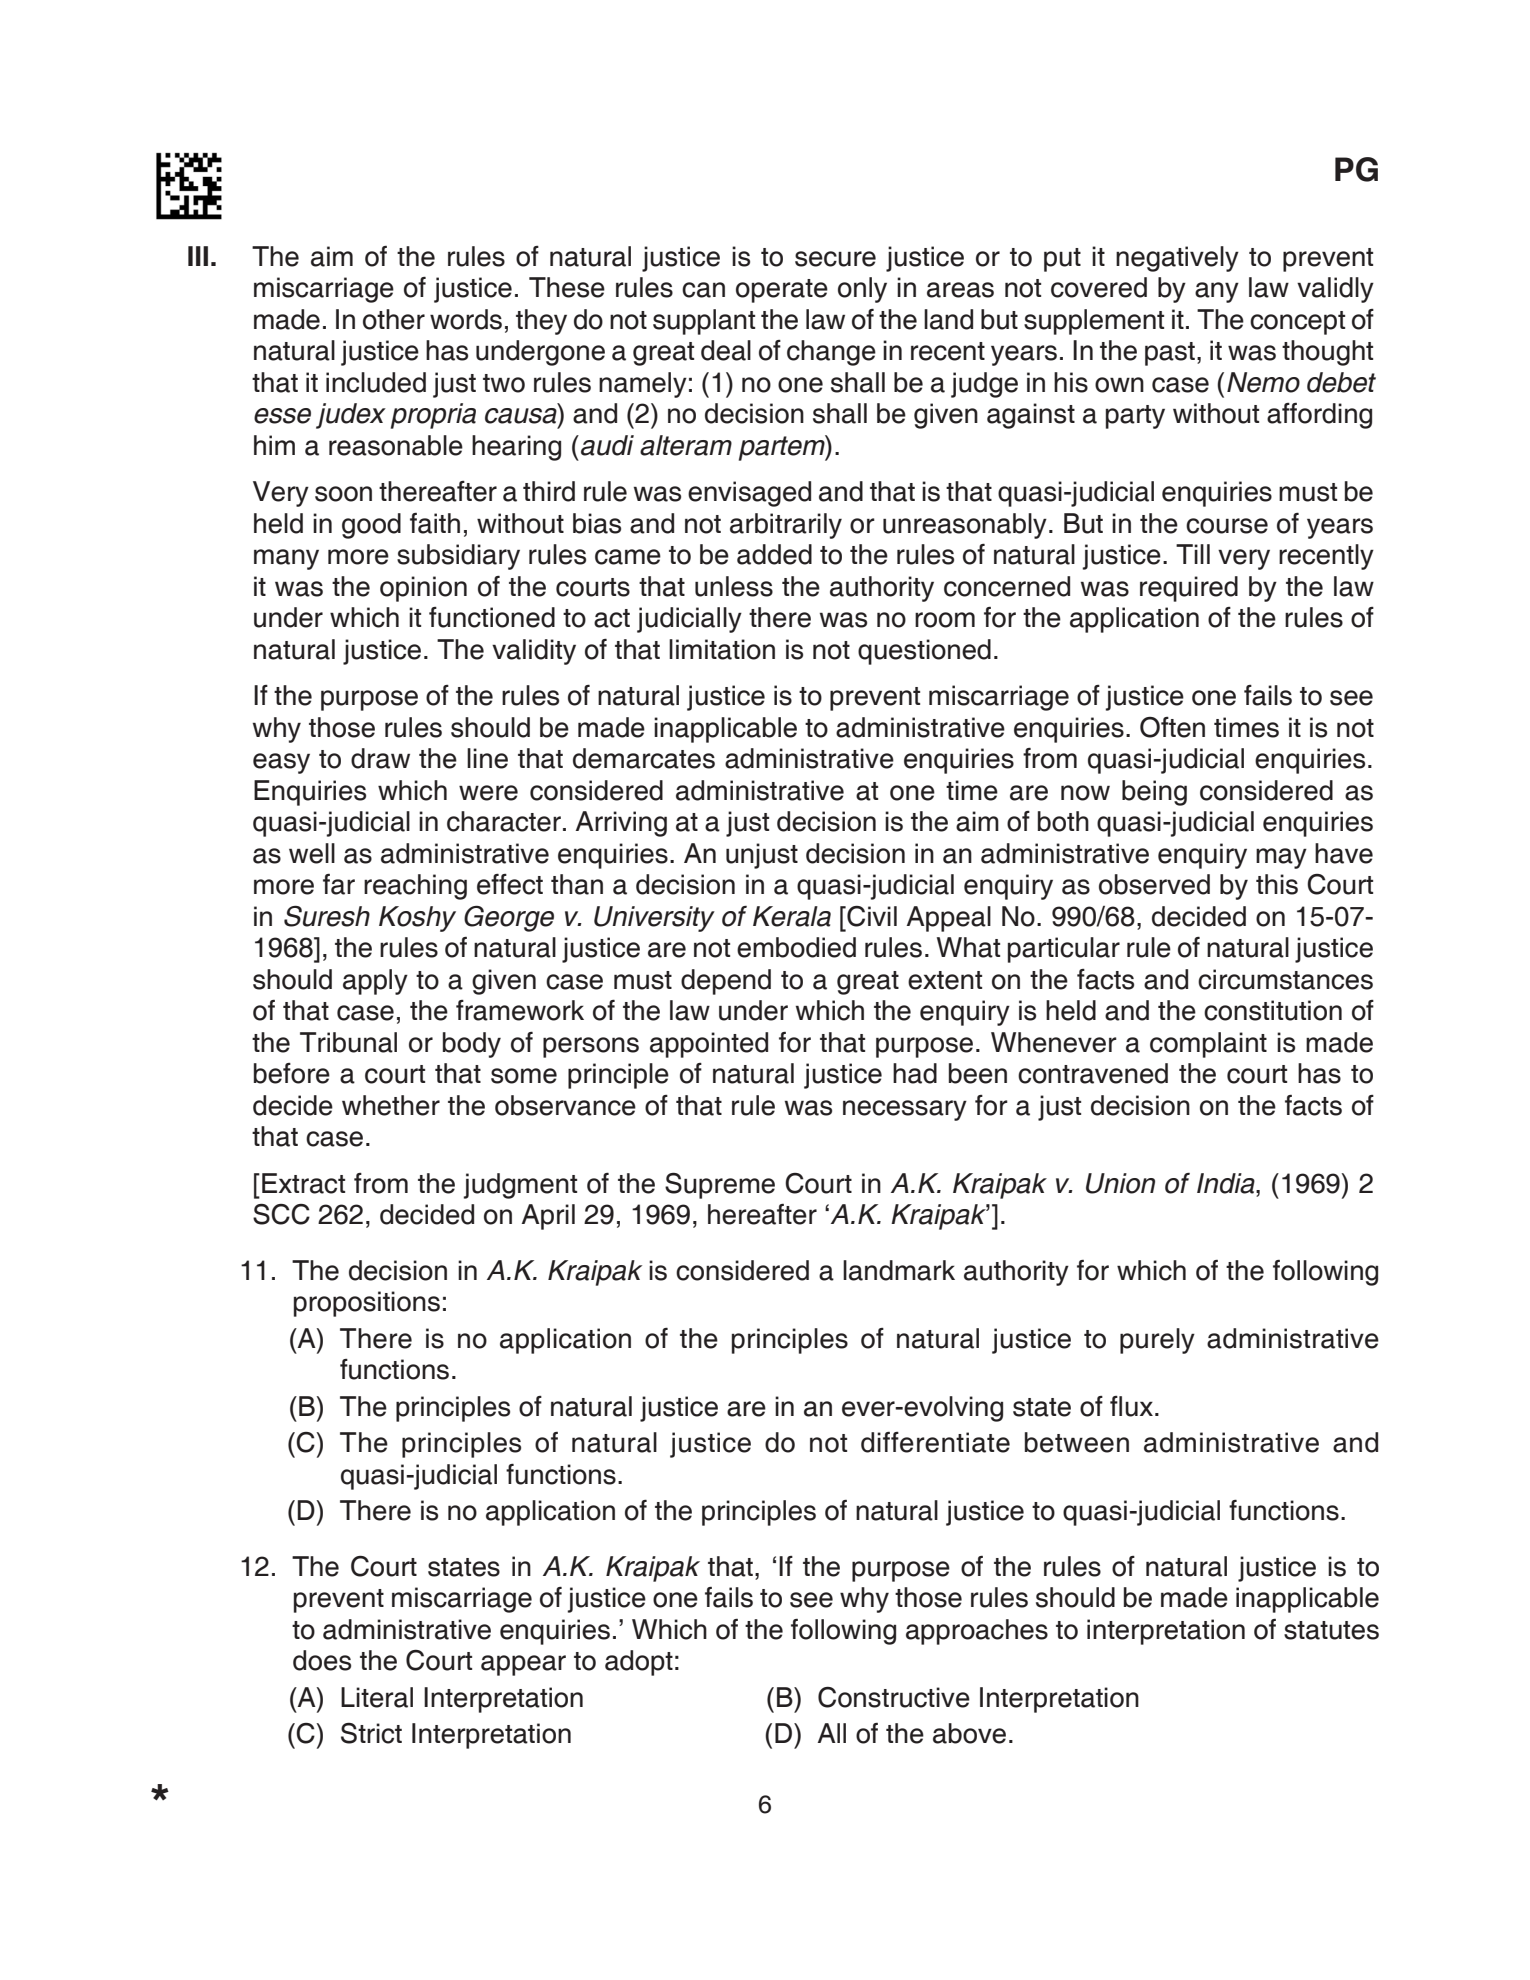 PG
III. The aim of the rules of natural justice is to secure justice or to put it negatively to prevent
miscarriage of justice. These rules can operate only in areas not covered by any law validly
made. In other words, they do not supplant the law of the land but supplement it. The concept of
natural justice has undergone a great deal of change in recent years. In the past, it was thought
that it included just two rules namely: (1) no one shall be a judge in his own case (Nemo debet
esse judex propria causa) and (2) no decision shall be given against a party without affording
him a reasonable hearing (audi alteram partem).
Very soon thereafter a third rule was envisaged and that is that quasi-judicial enquiries must be
held in good faith, without bias and not arbitrarily or unreasonably. But in the course of years
many more subsidiary rules came to be added to the rules of natural justice. Till very recently
it was the opinion of the courts that unless the authority concerned was required by the law
under which it functioned to act judicially there was no room for the application of the rules of
natural justice. The validity of that limitation is not questioned.
If the purpose of the rules of natural justice is to prevent miscarriage of justice one fails to see
why those rules should be made inapplicable to administrative enquiries. Often times it is not
easy to draw the line that demarcates administrative enquiries from quasi-judicial enquiries.
Enquiries which were considered administrative at one time are now being considered as
quasi-judicial in character. Arriving at a just decision is the aim of both quasi-judicial enquiries
as well as administrative enquiries. An unjust decision in an administrative enquiry may have
more far reaching effect than a decision in a quasi-judicial enquiry as observed by this Court
in Suresh Koshy George v. University of Kerala [Civil Appeal No. 990/68, decided on 15-07-
1968], the rules of natural justice are not embodied rules. What particular rule of natural justice
should apply to a given case must depend to a great extent on the facts and circumstances
of that case, the framework of the law under which the enquiry is held and the constitution of
the Tribunal or body of persons appointed for that purpose. Whenever a complaint is made
before a court that some principle of natural justice had been contravened the court has to
decide whether the observance of that rule was necessary for a just decision on the facts of
that case.
[Extract from the judgment of the Supreme Court in A.K. Kraipak v. Union of India, (1969) 2
SCC 262, decided on April 29, 1969, hereafter ‘A.K. Kraipak’].
11. The decision in A.K. Kraipak is considered a landmark authority for which of the following
propositions:
(A) There is no application of the principles of natural justice to purely administrative
functions.
(B) The principles of natural justice are in an ever-evolving state of flux.
(C) The principles of natural justice do not differentiate between administrative and
quasi-judicial functions.
(D) There is no application of the principles of natural justice to quasi-judicial functions.
12. The Court states in A.K. Kraipak that, ‘If the purpose of the rules of natural justice is to
prevent miscarriage of justice one fails to see why those rules should be made inapplicable
to administrative enquiries.’ Which of the following approaches to interpretation of statutes
does the Court appear to adopt:
(A) Literal Interpretation (B) Constructive Interpretation
(C) Strict Interpretation (D) All of the above.
* 6